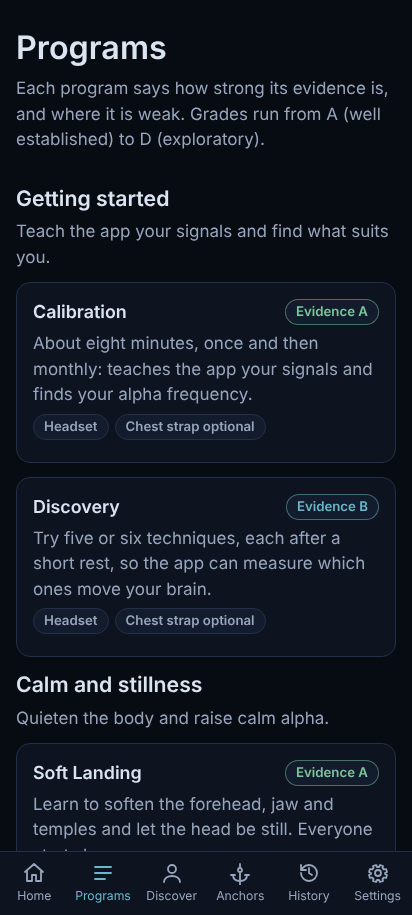 Programs
Each program says how strong its evidence is,
and where it is weak. Grades run from A (well
established) to D (exploratory).
Getting started
Teach the app your signals and find what suits
you.
Calibration
Evidence A
About eight minutes, once and then
monthly: teaches the app your signals and
finds your alpha frequency.
Headset
Chest strap optional
Discovery
Evidence B
Try five or six techniques, each after a
short rest, so the app can measure which
ones move your brain.
Headset
Chest strap optional
Calm and stillness
Quieten the body and raise calm alpha.
Soft Landing
Evidence A
Learn to soften the forehead, jaw and
temples and let the head be still. Everyone
Home
Programs
Discover
Anchors
History
Settings